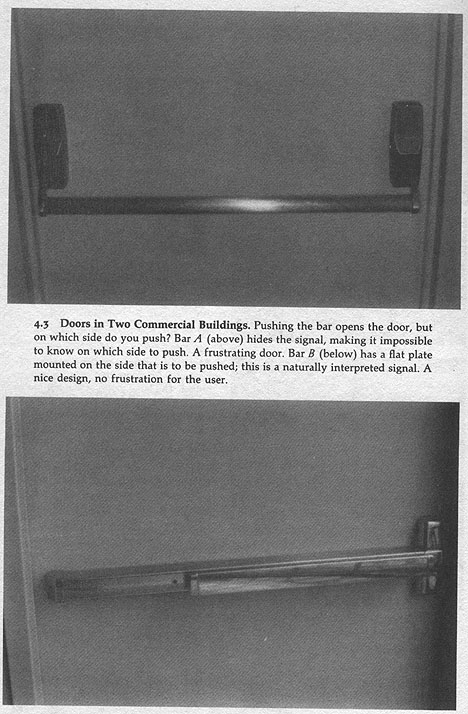 4.3 Doors in Two Commercial Buildings. Pushing the bar opens the door, but
on which side do you push? Bar A (above) hides the signal, making it impossible
to know on which side to push. A frustrating door. Bar B (below) has a flat plate
mounted on the side that is to be pushed; this is a naturally interpreted signal. A
nice design, no frustration for the user.